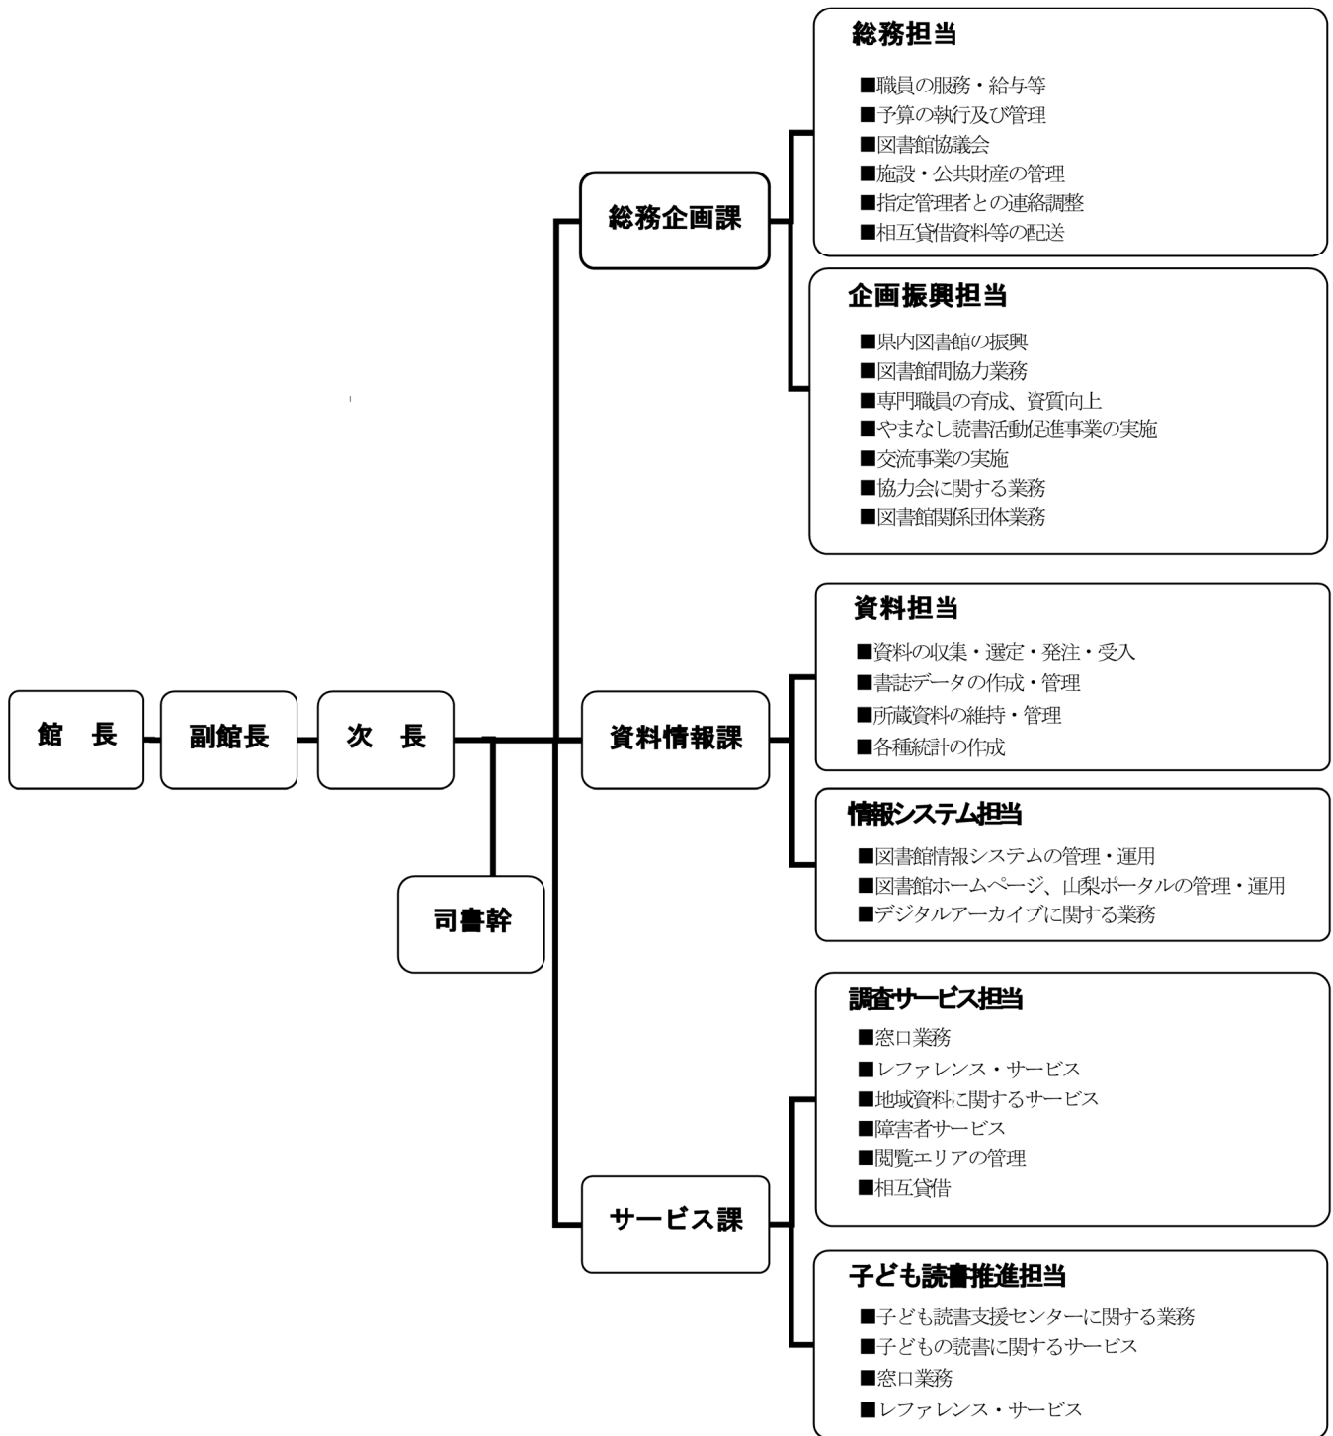 館　長
副館長
次　長
司書幹
総務企画課
総務担当
■職員の服務・給与等
■予算の執行及び管理
■図書館協議会
■施設・公共財産の管理
■指定管理者との連絡調整
■相互貸借資料等の配送
企画振興担当
■県内図書館の振興
■図書館間協力業務
■専門職員の育成、資質向上
■やまなし読書活動促進事業の実施
■交流事業の実施
■協力会に関する業務
■図書館関係団体業務
資料情報課
資料担当
■資料の収集・選定・発注・受入
■書誌データの作成・管理
■所蔵資料の維持・管理
■各種統計の作成
情報システム担当
■図書館情報システムの管理・運用
■図書館ホームページ、山梨ポータルの管理・運用
■デジタルアーカイブに関する業務
サービス課
調査サービス担当
■窓口業務
■レファレンス・サービス
■地域資料に関するサービス
■障害者サービス
■閲覧エリアの管理
■相互貸借
子ども読書推進担当
■子ども読書支援センターに関する業務
■子どもの読書に関するサービス
■窓口業務
■レファレンス・サービス